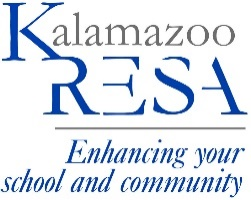 Kalamazoo
RESA
Enhancing your
school and community